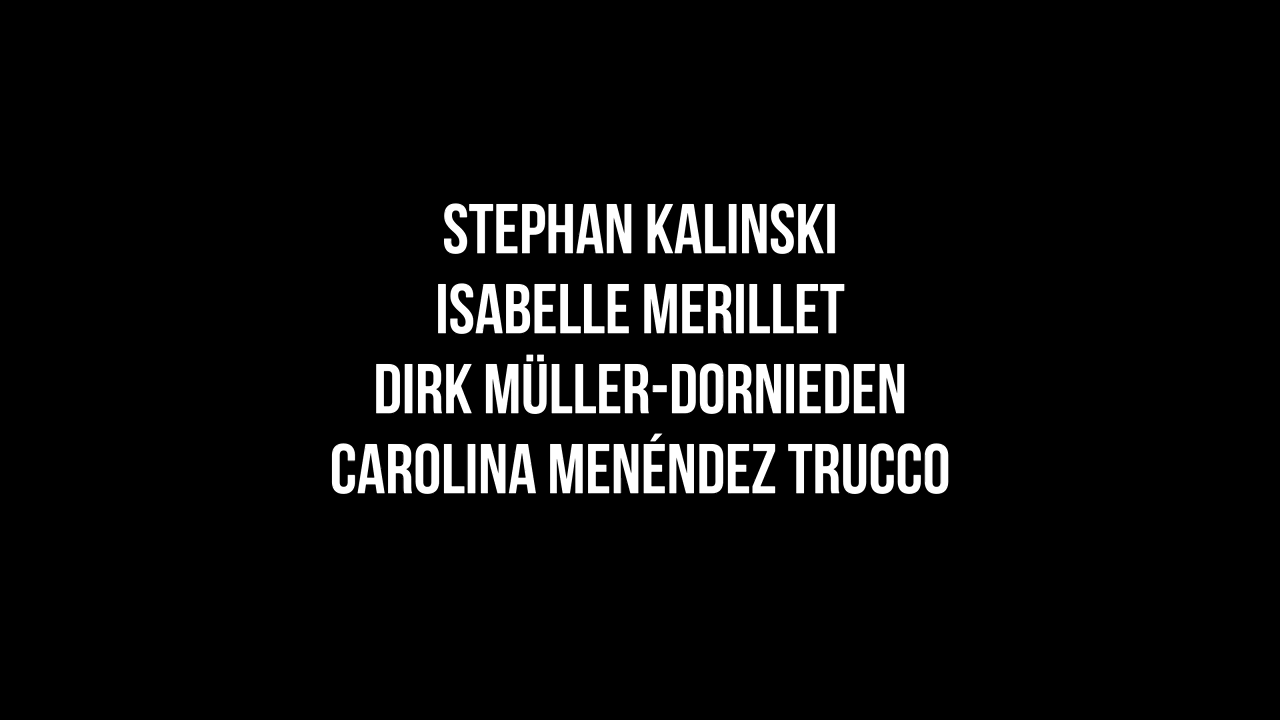 STEPHAN KALINSKI
ISABELLE MERILLET
DIRK MÜLLER-DORNIEDEN
CAROLINA MENÉNDEZ TRUCCO